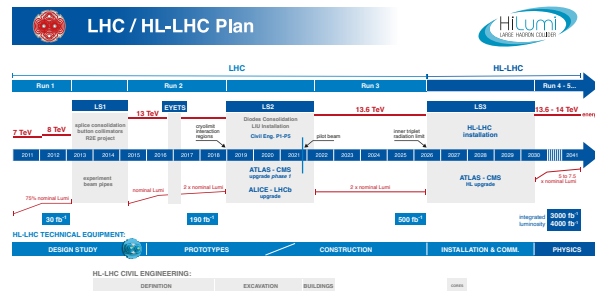 LHC / HL-LHC Plan
HiLumi
LARGE HADRON COLLIDER
LHC
HL-LHC
Run 1
Run 2
Run 3
Run 4 - 5...
LS1
EYETS
LS2
LS3
13 TeV
13.6 TeV
13.6 - 14 TeV
energy
splice consolidation
button collimators
R2E project
Diodes Consolidation
LIU Installation
Civil Eng. P1-P5
cryolimit
interaction
regions
pilot beam
inner triplet
radiation limit
HL-LHC
installation
7 TeV
8 TeV
2011
2012
2013
2014
2015
2016
2017
2018
2019
2020
2021
2022
2023
2024
2025
2026
2027
2028
2029
2030
2041
experiment
beam pipes
ATLAS - CMS
upgrade phase 1
ALICE - LHCb
upgrade
ATLAS - CMS
HL upgrade
5 to 7.5
x nominal Lumi
75% nominal Lumi
nominal Lumi
2 x nominal Lumi
2 x nominal Lumi
30 fb⁻¹
190 fb⁻¹
500 fb⁻¹
integrated
luminosity
3000 fb⁻¹
4000 fb⁻¹
HL-LHC TECHNICAL EQUIPMENT:
DESIGN STUDY
PROTOTYPES
CONSTRUCTION
INSTALLATION & COMM.
PHYSICS
HL-LHC CIVIL ENGINEERING:
DEFINITION
EXCAVATION
BUILDINGS